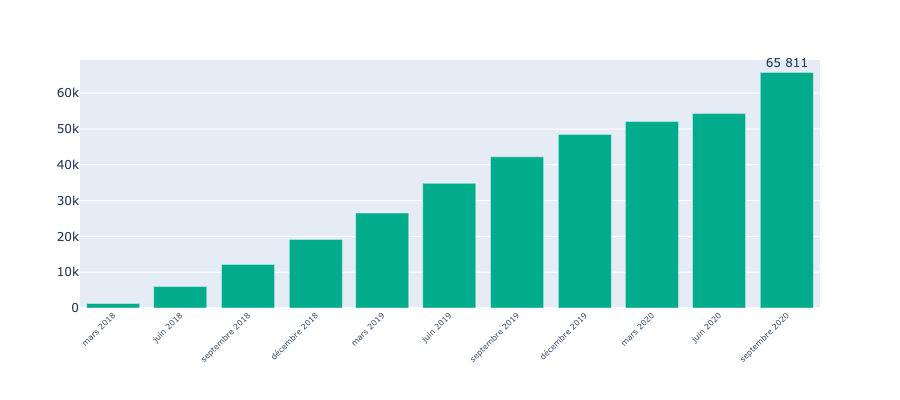 65 811
60k
50k
40k
30k
20k
10k
0
mars 2018
juin 2018
septembre 2018
décembre 2018
mars 2019
juin 2019
septembre 2019
décembre 2019
mars 2020
juin 2020
septembre 2020